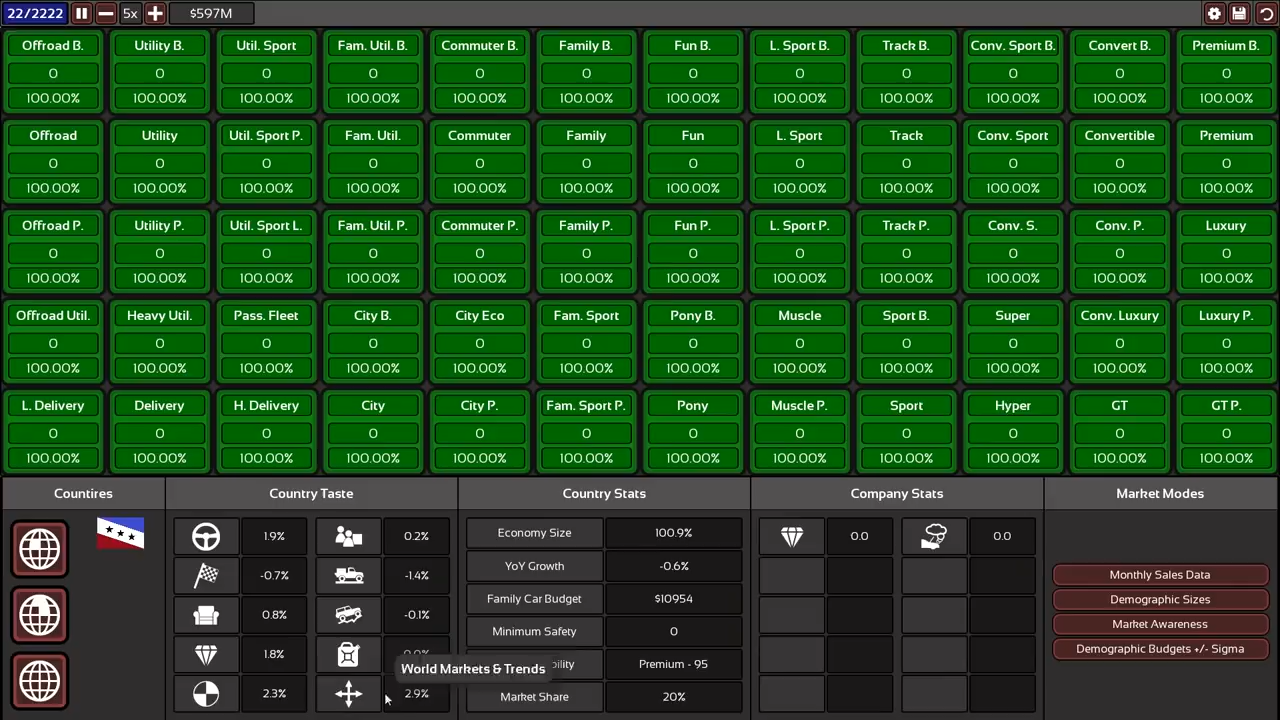 22/2222 5x $597M
Offroad B. Utility B. Util. Sport Fam. Util. B. Commuter B. Family B. Fun B. L. Sport B. Track B. Conv. Sport B. Convert B. Premium B.
0 0 0 0 0 0 0 0 0 0 0 0
100.00% 100.00% 100.00% 100.00% 100.00% 100.00% 100.00% 100.00% 100.00% 100.00% 100.00% 100.00%
Offroad Utility Util. Sport P. Fam. Util. Commuter Family Fun L. Sport Track Conv. Sport Convertible Premium
0 0 0 0 0 0 0 0 0 0 0 0
100.00% 100.00% 100.00% 100.00% 100.00% 100.00% 100.00% 100.00% 100.00% 100.00% 100.00% 100.00%
Offroad P. Utility P. Util. Sport L. Fam. Util. P. Commuter P. Family P. Fun P. L. Sport P. Track P. Conv. S. Conv. P. Luxury
0 0 0 0 0 0 0 0 0 0 0 0
100.00% 100.00% 100.00% 100.00% 100.00% 100.00% 100.00% 100.00% 100.00% 100.00% 100.00% 100.00%
Offroad Util. Heavy Util. Pass. Fleet City B. City Eco Fam. Sport Pony B. Muscle Sport B. Super Conv. Luxury Luxury P.
0 0 0 0 0 0 0 0 0 0 0 0
100.00% 100.00% 100.00% 100.00% 100.00% 100.00% 100.00% 100.00% 100.00% 100.00% 100.00% 100.00%
L. Delivery Delivery H. Delivery City City P. Fam. Sport P. Pony Muscle P. Sport Hyper GT GT P.
0 0 0 0 0 0 0 0 0 0 0 0
100.00% 100.00% 100.00% 100.00% 100.00% 100.00% 100.00% 100.00% 100.00% 100.00% 100.00% 100.00%
Countires Country Taste Country Stats Company Stats Market Modes
1.9% 0.2% Economy Size 100.9% 0.0 0.0
-0.7% -1.4% YoY Growth -0.6% Monthly Sales Data
0.8% -0.1% Family Car Budget $10954 Demographic Sizes
Minimum Safety 0 Market Awareness
1.8% Premium - 95 Demographic Budgets +/- Sigma
World Markets & Trends
2.3% 2.9% Market Share 20%